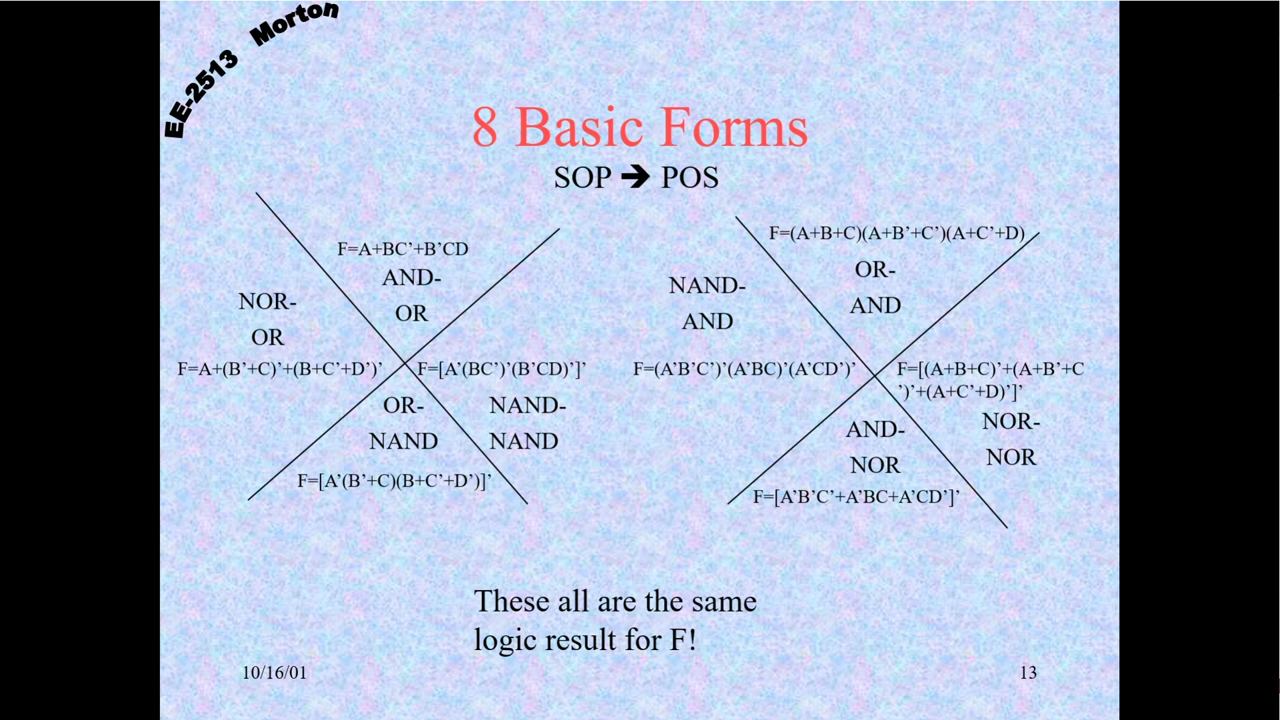 EE-2513 Morton
8 Basic Forms
SOP ➔ POS
F=A+BC’+B’CD
AND-
OR
NOR-
OR
F=A+(B’+C)’+(B+C’+D’)’
F=[A’(BC’)’(B’CD)’]’
NAND-
NAND
OR-
NAND
F=[A’(B’+C)(B+C’+D’)]’
F=(A+B+C)(A+B’+C’)(A+C’+D)
OR-
AND
NAND-
AND
F=(A’B’C’)’(A’BC)’(A’CD’)’
F=[(A+B+C)’+(A+B’+C
’)’+(A+C’+D)’]’
NOR-
NOR
AND-
NOR
F=[A’B’C’+A’BC+A’CD’]’
These all are the same
logic result for F!
10/16/01
13